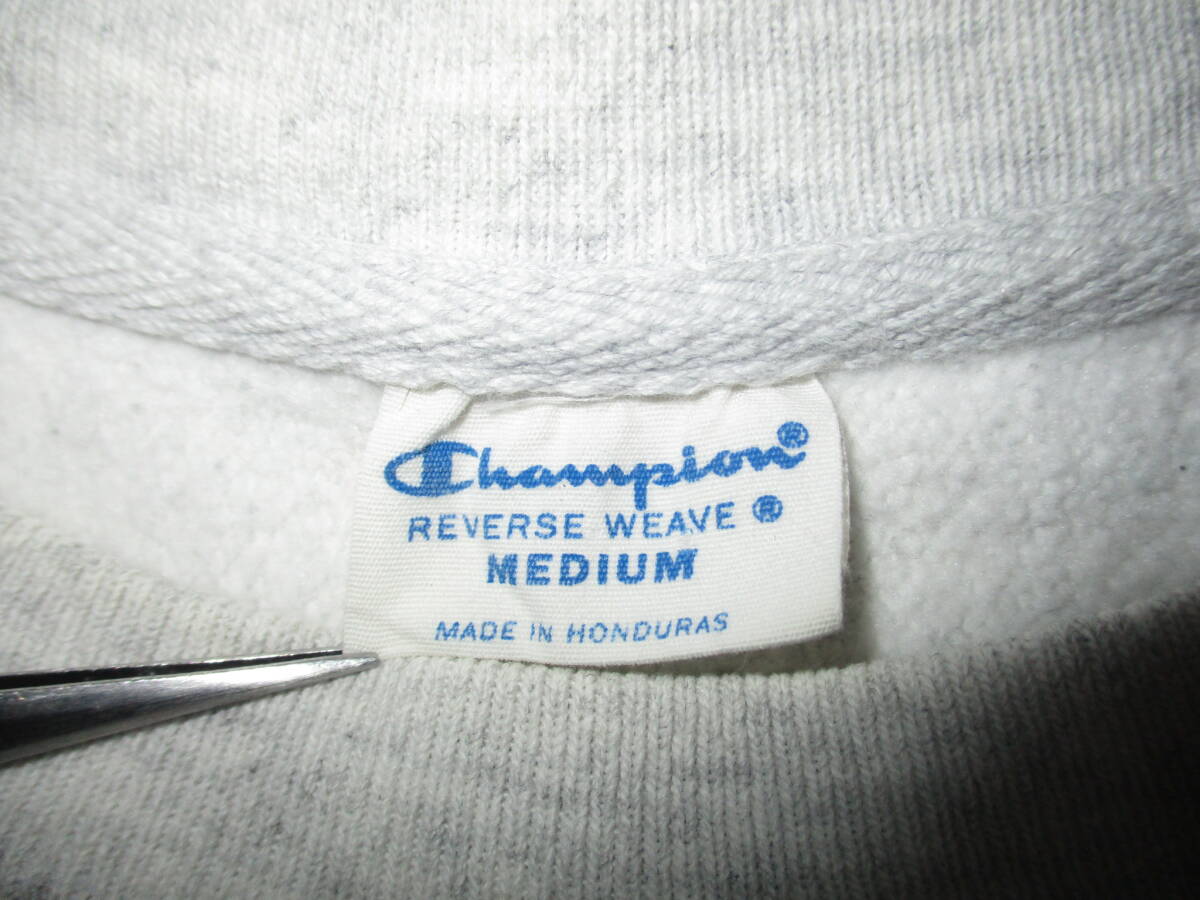 Champion®
REVERSE WEAVE ®
MEDIUM
MADE IN HONDURAS